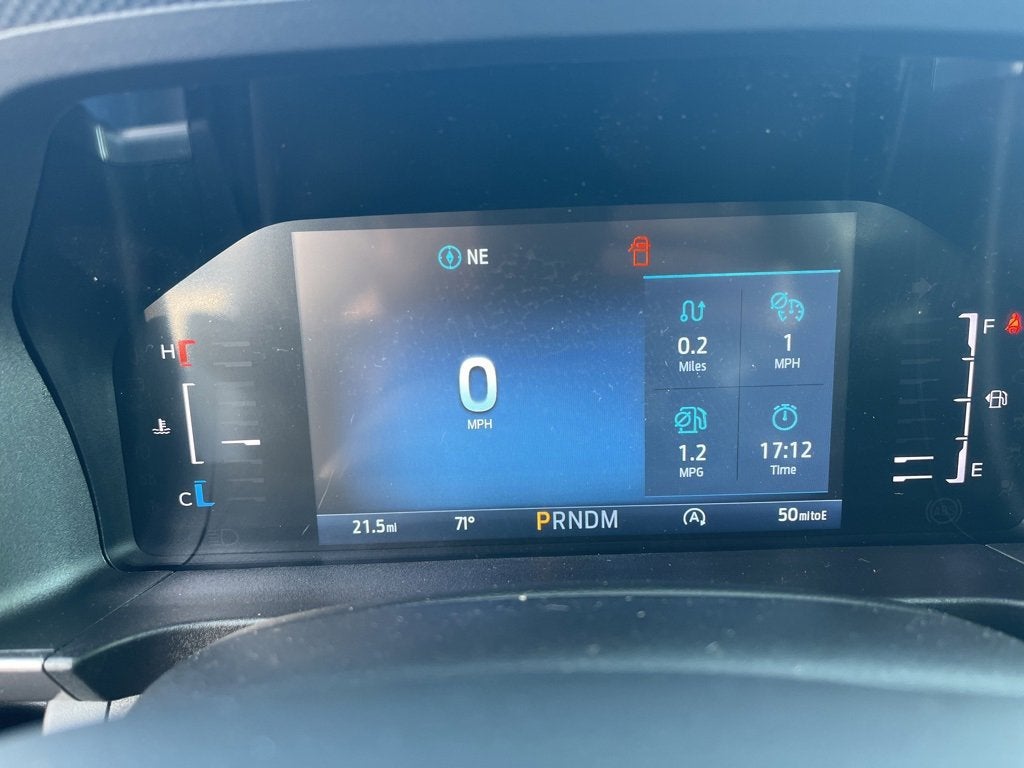 NE
0
MPH
0.2
Miles
1
MPH
1.2
MPG
17:12
Time
H
C
F
E
21.5mi 71° PRNDM A 50mitoE